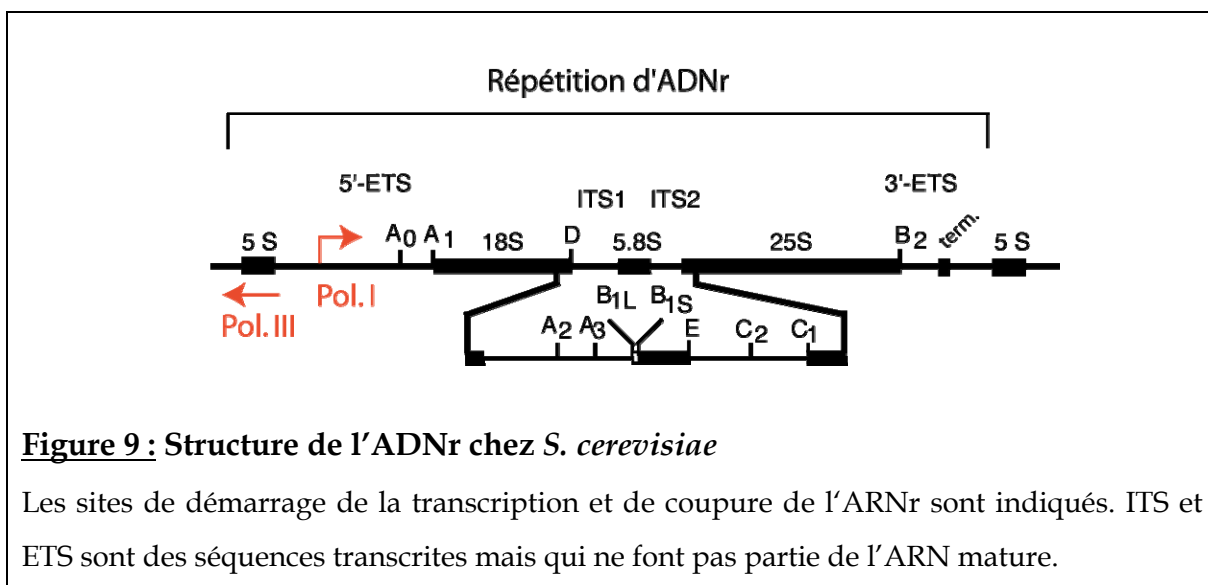 Répétition d'ADNr
5'-ETS ITS1 ITS2 3'-ETS
5 S A0 A1 18S D 5.8S 25S B2 term. 5 S
Pol. III Pol. I
B1L B1S
A2 A3 E C2 C1
Figure 9 : Structure de l'ADNr chez S. cerevisiae
Les sites de démarrage de la transcription et de coupure de l'ARNr sont indiqués. ITS et
ETS sont des séquences transcrites mais qui ne font pas partie de l'ARN mature.